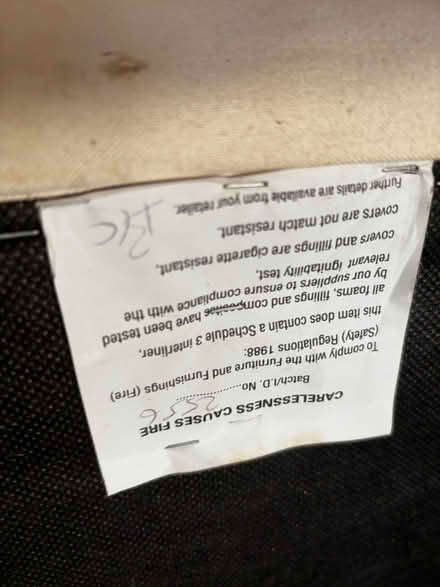 CARELESSNESS CAUSES FIRE
Batch/I.D. No.................
To comply with the Furniture and Furnishings (Fire)
(Safety) Regulations 1988:
this item does contain a Schedule 3 interliner,
all foams, fillings and have been tested
by our suppliers to ensure compliance with the
relevant ignitability test,
covers and fillings are cigarette resistant,
covers are not match resistant.
Further details are available from your retailer.